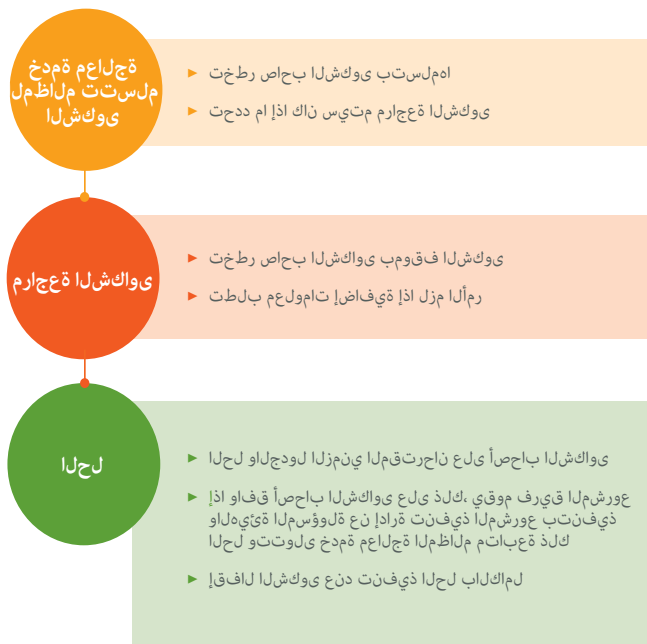 خدمة معالجة
المظالم تتسلم
الشكوى
تخطر صاحب الشكوى بتسلمها
تحدد ما إذا كان سيتم مراجعة الشكوى
مراجعة الشكاوى
تخطر صاحب الشكاوى بموقف الشكوى
تطلب معلومات إضافية إذا لزم الأمر
الحل
الحل والجدول الزمني المقترحان على أصحاب الشكاوى
إذا وافق أصحاب الشكاوى على ذلك، يقوم فريق المشروع
والهيئة المسؤولة عن إدارة تنفيذ المشروع بتنفيذ
الحل وتتولى خدمة معالجة المظالم متابعة ذلك
إقفال الشكوى عند تنفيذ الحل بالكامل